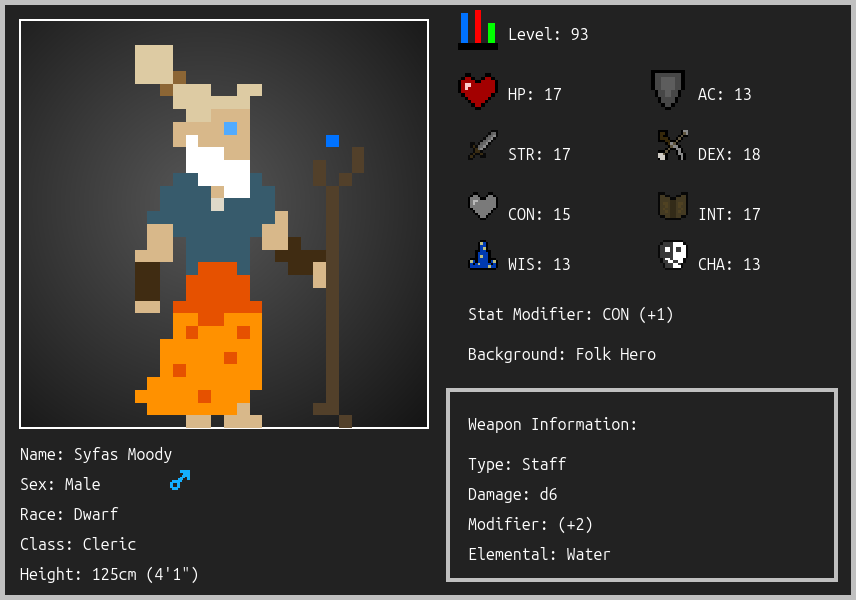 Level: 93
HP: 17
AC: 13
STR: 17
DEX: 18
CON: 15
INT: 17
WIS: 13
CHA: 13
Stat Modifier: CON (+1)
Background: Folk Hero
Weapon Information:
Type: Staff
Damage: d6
Modifier: (+2)
Elemental: Water
Name: Syfas Moody
Sex: Male
Race: Dwarf
Class: Cleric
Height: 125cm (4'1")